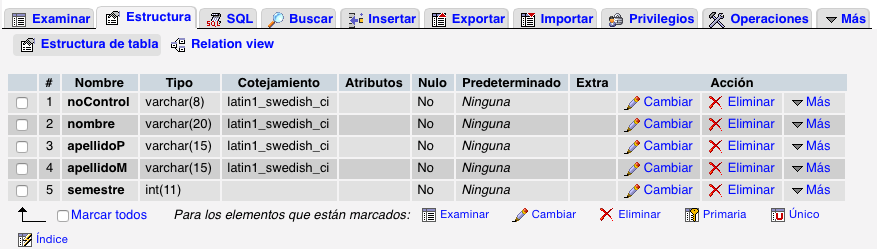 Examinar Estructura SQL Buscar Insertar Exportar Importar Privilegios Operaciones Más
Estructura de tabla Relation view
# Nombre Tipo Cotejamiento Atributos Nulo Predeterminado Extra Acción
1 noControl varchar(8) latin1_swedish_ci No Ninguna Cambiar Eliminar Más
2 nombre varchar(20) latin1_swedish_ci No Ninguna Cambiar Eliminar Más
3 apellidoP varchar(15) latin1_swedish_ci No Ninguna Cambiar Eliminar Más
4 apellidoM varchar(15) latin1_swedish_ci No Ninguna Cambiar Eliminar Más
5 semestre int(11) No Ninguna Cambiar Eliminar Más
Marcar todos Para los elementos que están marcados: Examinar Cambiar Eliminar Primaria Único
Índice